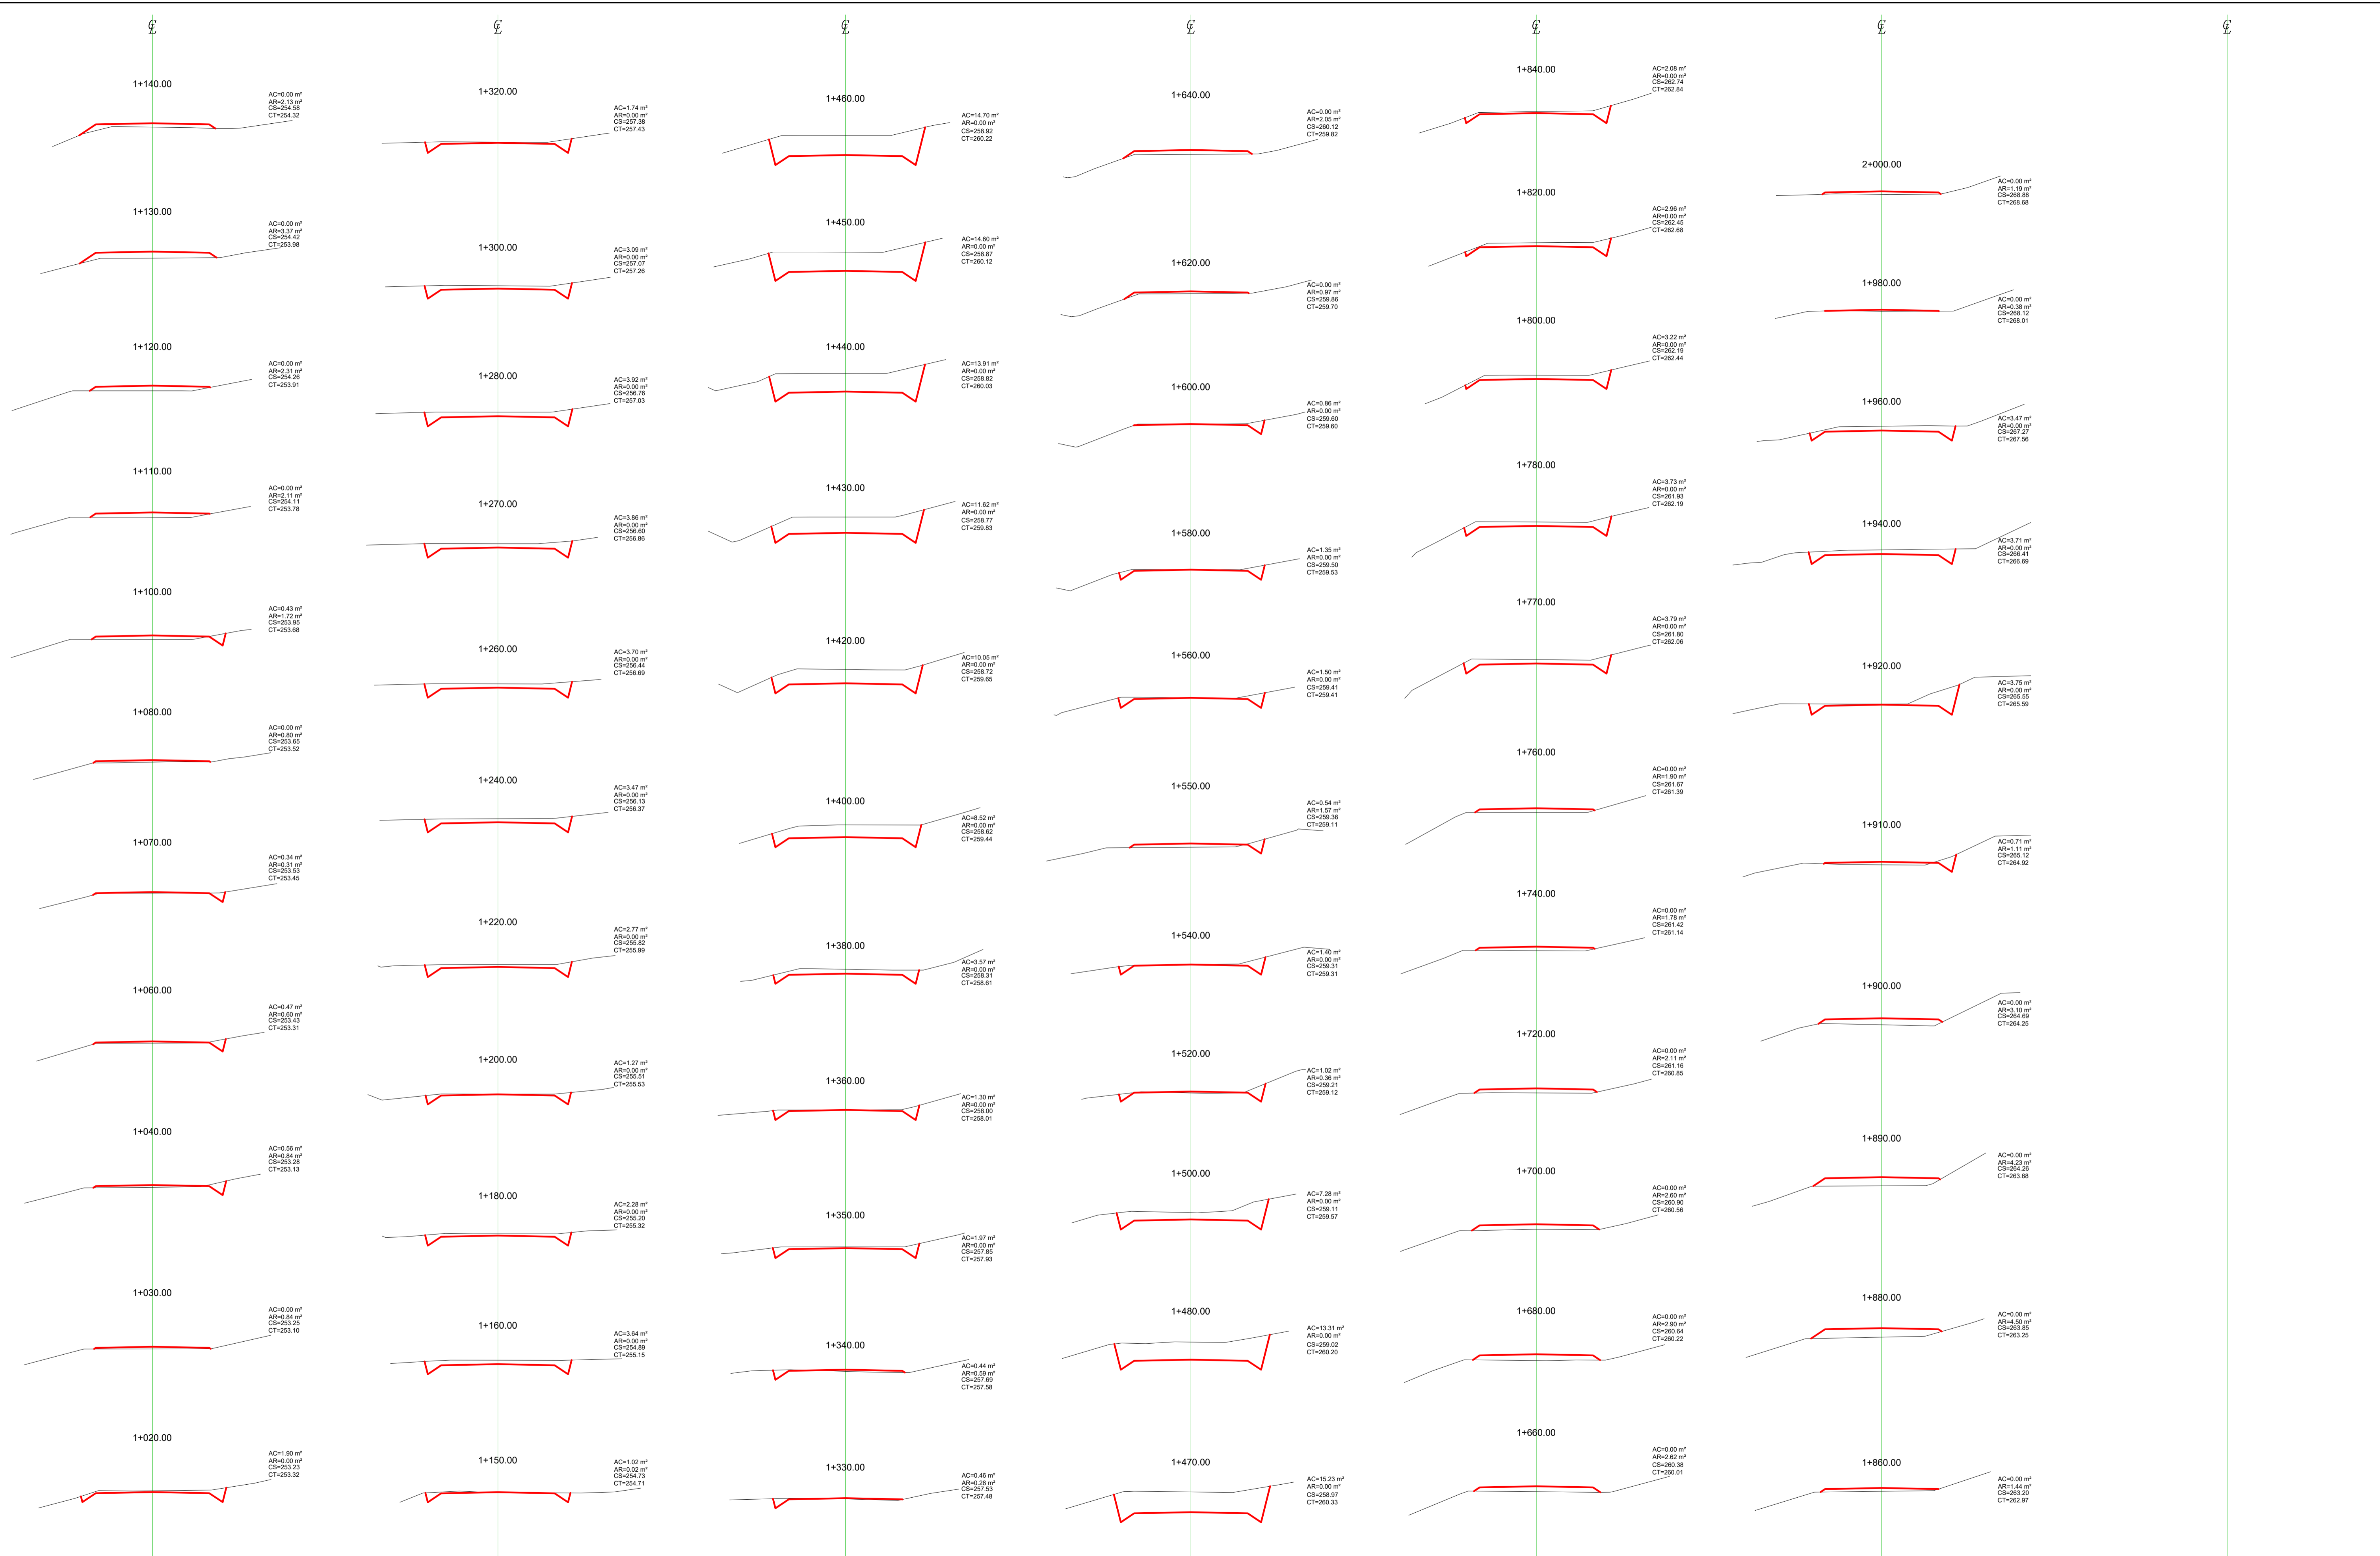 ℄
1+140.00
AC=0.00 m²
AR=2.13 m²
CS=254.58
CT=254.32
1+130.00
AC=0.00 m²
AR=3.37 m²
CS=254.42
CT=253.98
1+120.00
AC=0.00 m²
AR=2.31 m²
CS=254.26
CT=253.91
1+110.00
AC=0.00 m²
AR=2.11 m²
CS=254.11
CT=253.78
1+100.00
AC=0.43 m²
AR=1.72 m²
CS=253.95
CT=253.68
1+080.00
AC=0.00 m²
AR=0.80 m²
CS=253.65
CT=253.52
1+070.00
AC=0.34 m²
AR=0.31 m²
CS=253.53
CT=253.45
1+060.00
AC=0.47 m²
AR=0.60 m²
CS=253.43
CT=253.31
1+040.00
AC=0.56 m²
AR=0.84 m²
CS=253.28
CT=253.13
1+030.00
AC=0.00 m²
AR=0.84 m²
CS=253.25
CT=253.10
1+020.00
AC=1.90 m²
AR=0.00 m²
CS=253.23
CT=253.32
℄
1+320.00
AC=1.74 m²
AR=0.00 m²
CS=257.38
CT=257.43
1+300.00
AC=3.09 m²
AR=0.00 m²
CS=257.07
CT=257.26
1+280.00
AC=3.92 m²
AR=0.00 m²
CS=256.76
CT=257.03
1+270.00
AC=3.86 m²
AR=0.00 m²
CS=256.60
CT=256.86
1+260.00
AC=3.70 m²
AR=0.00 m²
CS=256.44
CT=256.69
1+240.00
AC=3.47 m²
AR=0.00 m²
CS=256.13
CT=256.37
1+220.00
AC=2.77 m²
AR=0.00 m²
CS=255.82
CT=255.99
1+200.00
AC=1.27 m²
AR=0.00 m²
CS=255.51
CT=255.53
1+180.00
AC=2.28 m²
AR=0.00 m²
CS=255.20
CT=255.32
1+160.00
AC=3.64 m²
AR=0.00 m²
CS=254.89
CT=255.15
1+150.00
AC=1.02 m²
AR=0.02 m²
CS=254.73
CT=254.71
℄
1+460.00
AC=14.70 m²
AR=0.00 m²
CS=258.92
CT=260.22
1+450.00
AC=14.60 m²
AR=0.00 m²
CS=258.87
CT=260.12
1+440.00
AC=13.91 m²
AR=0.00 m²
CS=258.82
CT=260.03
1+430.00
AC=11.62 m²
AR=0.00 m²
CS=258.77
CT=259.83
1+420.00
AC=10.05 m²
AR=0.00 m²
CS=258.72
CT=259.65
1+400.00
AC=8.52 m²
AR=0.00 m²
CS=258.62
CT=259.44
1+380.00
AC=3.57 m²
AR=0.00 m²
CS=258.31
CT=258.61
1+360.00
AC=1.30 m²
AR=0.00 m²
CS=258.00
CT=258.01
1+350.00
AC=1.97 m²
AR=0.00 m²
CS=257.85
CT=257.93
1+340.00
AC=0.44 m²
AR=0.59 m²
CS=257.69
CT=257.58
1+330.00
AC=0.46 m²
AR=0.28 m²
CS=257.53
CT=257.48
℄
1+640.00
AC=0.00 m²
AR=2.05 m²
CS=260.12
CT=259.82
1+620.00
AC=0.00 m²
AR=0.97 m²
CS=259.86
CT=259.70
1+600.00
AC=0.86 m²
AR=0.00 m²
CS=259.60
CT=259.60
1+580.00
AC=1.35 m²
AR=0.00 m²
CS=259.50
CT=259.53
1+560.00
AC=1.50 m²
AR=0.00 m²
CS=259.41
CT=259.41
1+550.00
AC=0.54 m²
AR=1.57 m²
CS=259.36
CT=259.11
1+540.00
AC=1.40 m²
AR=0.00 m²
CS=259.31
CT=259.31
1+520.00
AC=1.02 m²
AR=0.36 m²
CS=259.21
CT=259.12
1+500.00
AC=7.28 m²
AR=0.00 m²
CS=259.11
CT=259.57
1+480.00
AC=13.31 m²
AR=0.00 m²
CS=259.02
CT=260.20
1+470.00
AC=15.23 m²
AR=0.00 m²
CS=258.97
CT=260.33
℄
1+840.00
AC=2.08 m²
AR=0.00 m²
CS=262.74
CT=262.84
1+820.00
AC=2.96 m²
AR=0.00 m²
CS=262.45
CT=262.68
1+800.00
AC=3.22 m²
AR=0.00 m²
CS=262.19
CT=262.44
1+780.00
AC=3.73 m²
AR=0.00 m²
CS=261.93
CT=262.19
1+770.00
AC=3.79 m²
AR=0.00 m²
CS=261.80
CT=262.06
1+760.00
AC=0.00 m²
AR=1.90 m²
CS=261.67
CT=261.39
1+740.00
AC=0.00 m²
AR=1.78 m²
CS=261.42
CT=261.14
1+720.00
AC=0.00 m²
AR=2.11 m²
CS=261.16
CT=260.85
1+700.00
AC=0.00 m²
AR=2.60 m²
CS=260.90
CT=260.56
1+680.00
AC=0.00 m²
AR=2.90 m²
CS=260.64
CT=260.22
1+660.00
AC=0.00 m²
AR=2.62 m²
CS=260.38
CT=260.01
℄
2+000.00
AC=0.00 m²
AR=1.19 m²
CS=268.88
CT=268.68
1+980.00
AC=0.00 m²
AR=0.38 m²
CS=268.12
CT=268.01
1+960.00
AC=3.47 m²
AR=0.00 m²
CS=267.27
CT=267.56
1+940.00
AC=3.71 m²
AR=0.00 m²
CS=266.41
CT=266.69
1+920.00
AC=3.75 m²
AR=0.00 m²
CS=265.55
CT=265.59
1+910.00
AC=0.71 m²
AR=1.11 m²
CS=265.12
CT=264.92
1+900.00
AC=0.00 m²
AR=3.10 m²
CS=264.69
CT=264.25
1+890.00
AC=0.00 m²
AR=4.23 m²
CS=264.26
CT=263.68
1+880.00
AC=0.00 m²
AR=4.50 m²
CS=263.85
CT=263.25
1+860.00
AC=0.00 m²
AR=1.44 m²
CS=263.20
CT=262.97
℄